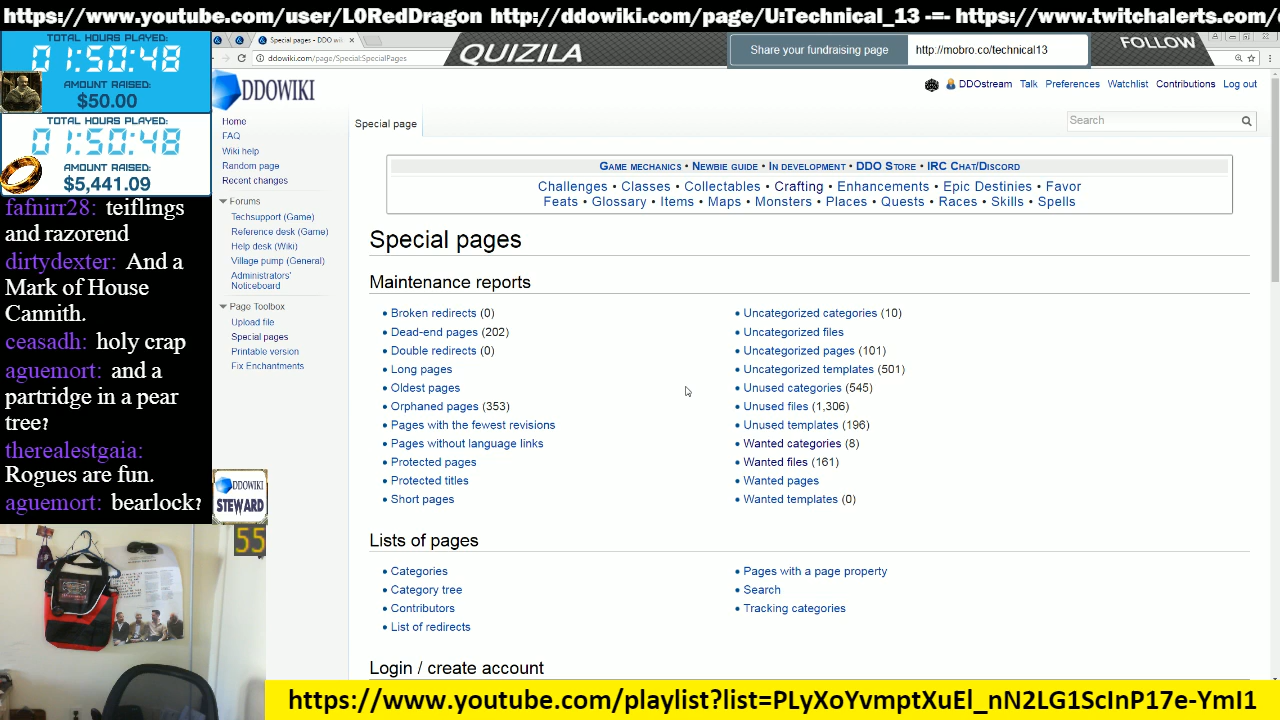 https://www.youtube.com/user/L0RedDragon http://ddowiki.com/page/U:Technical_13 -=- https://www.twitchalerts.com/
TOTAL HOURS PLAYED:
01:50:48
AMOUNT RAISED:
$50.00
TOTAL HOURS PLAYED:
01:50:48
AMOUNT RAISED:
$5,441.09
fafnirr28: teiflings
and razorend
dirtydexter: And a
Mark of House
Cannith.
ceasadh: holy crap
aguemort: and a
partridge in a pear
tree?
therealestgaia:
Rogues are fun.
aguemort: bearlock?
Special pages - DDO wiki
ddowiki.com/page/Special:SpecialPages
QUIZILA
Share your fundraising page
http://mobro.co/technical13
FOLLOW
DDOWIKI
DDOstream Talk Preferences Watchlist Contributions Log out
Special page
Search
Home
FAQ
Wiki help
Random page
Recent changes
Forums
Techsupport (Game)
Reference desk (Game)
Help desk (Wiki)
Village pump (General)
Administrators'
Noticeboard
Page Toolbox
Upload file
Special pages
Printable version
Fix Enchantments
DDOWIKI
STEWARD
55
Game mechanics • Newbie guide • In development • DDO Store • IRC Chat/Discord
Challenges • Classes • Collectables • Crafting • Enhancements • Epic Destinies • Favor
Feats • Glossary • Items • Maps • Monsters • Places • Quests • Races • Skills • Spells
Special pages
Maintenance reports
• Broken redirects (0)
• Dead-end pages (202)
• Double redirects (0)
• Long pages
• Oldest pages
• Orphaned pages (353)
• Pages with the fewest revisions
• Pages without language links
• Protected pages
• Protected titles
• Short pages
• Uncategorized categories (10)
• Uncategorized files
• Uncategorized pages (101)
• Uncategorized templates (501)
• Unused categories (545)
• Unused files (1,306)
• Unused templates (196)
• Wanted categories (8)
• Wanted files (161)
• Wanted pages
• Wanted templates (0)
Lists of pages
• Categories
• Category tree
• Contributors
• List of redirects
• Pages with a page property
• Search
• Tracking categories
Login / create account
https://www.youtube.com/playlist?list=PLyXoYvmptXuEl_nN2LG1ScInP17e-YmI1